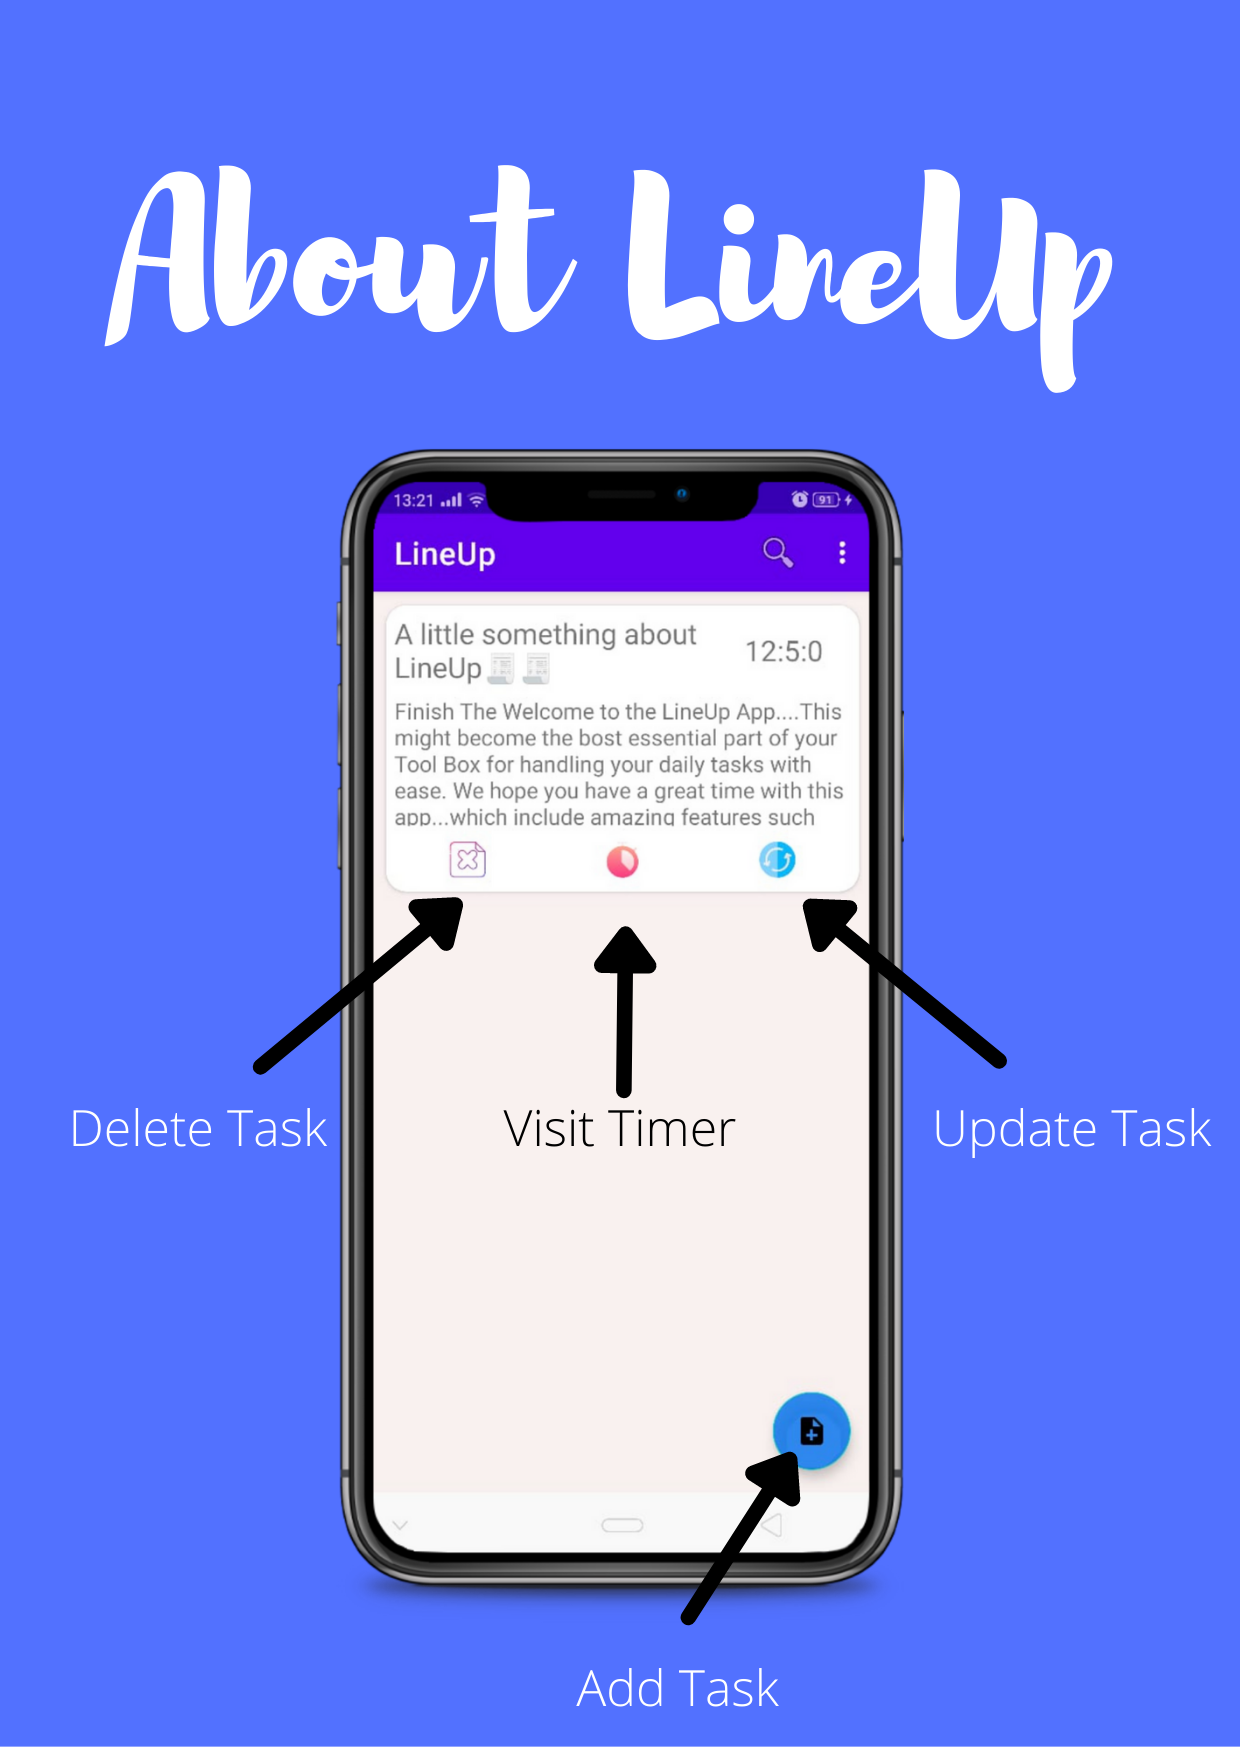 About LineUp
13:21
91
LineUp
A little something about
LineUp
12:5:0
Finish The Welcome to the LineUp App....This
might become the bost essential part of your
Tool Box for handling your daily tasks with
ease. We hope you have a great time with this
app...which include amazing features such
Delete Task
Visit Timer
Update Task
Add Task